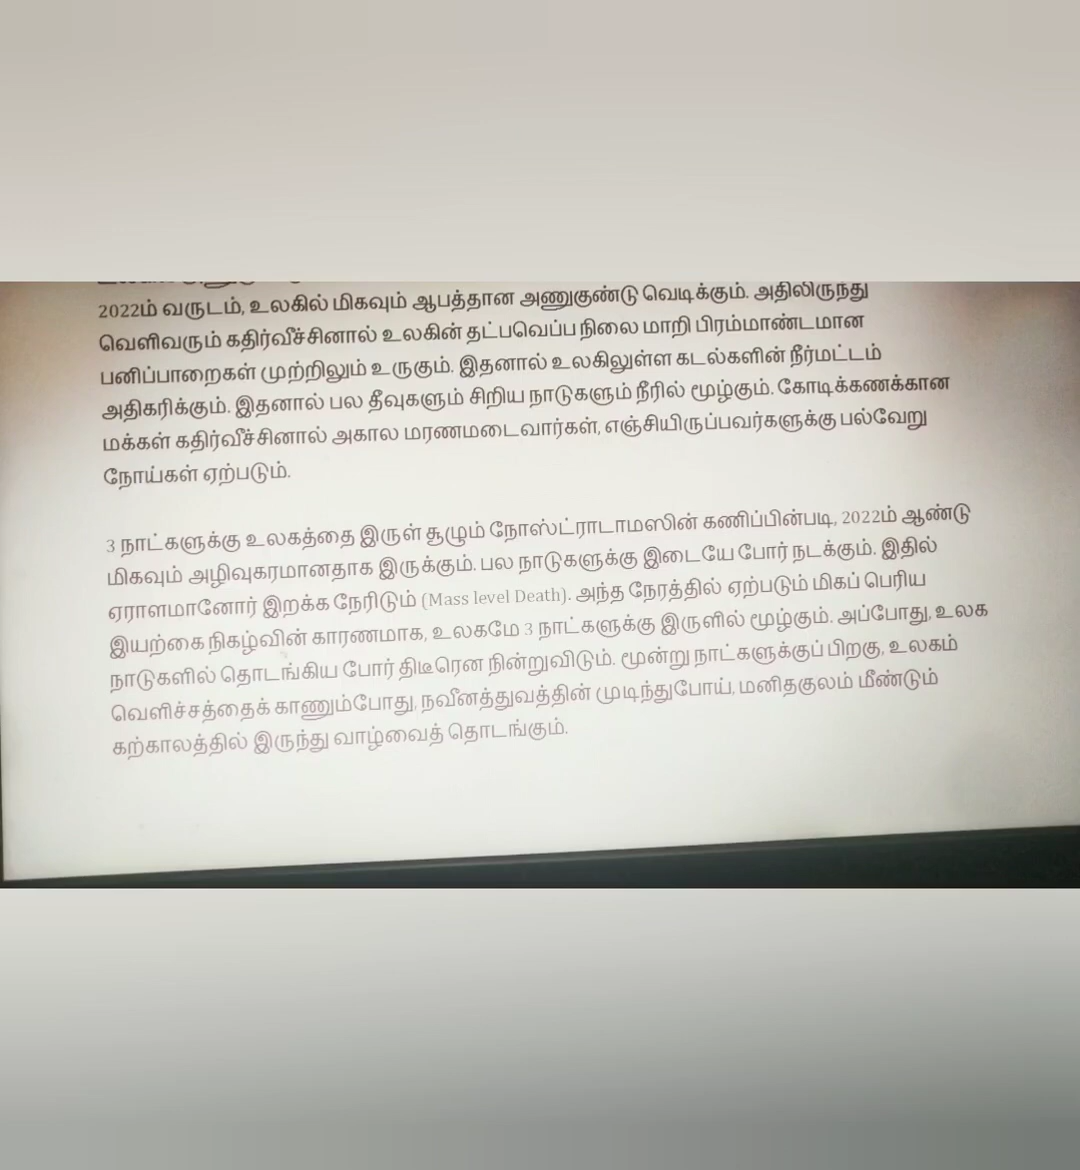 2022ம் வருடம், உலகில் மிகவும் ஆபத்தான அணுகுண்டு வெடிக்கும். அதிலிருந்து
வெளிவரும் கதிர்வீச்சினால் உலகின் தட்பவெப்ப நிலை மாறி பிரம்மாண்டமான
பனிப்பாறைகள் முற்றிலும் உருகும். இதனால் உலகிலுள்ள கடல்களின் நீர்மட்டம்
அதிகரிக்கும். இதனால் பல தீவுகளும் சிறிய நாடுகளும் நீரில் மூழ்கும். கோடிக்கணக்கான
மக்கள் கதிர்வீச்சினால் அகால மரணமடைவார்கள், எஞ்சியிருப்பவர்களுக்கு பல்வேறு
நோய்கள் ஏற்படும்.
3 நாட்களுக்கு உலகத்தை இருள் சூழும் நோஸ்ட்ராடாமஸின் கணிப்பின்படி, 2022ம் ஆண்டு
மிகவும் அழிவுகரமானதாக இருக்கும். பல நாடுகளுக்கு இடையே போர் நடக்கும். இதில்
ஏராளமானோர் இறக்க நேரிடும் (Mass level Death). அந்த நேரத்தில் ஏற்படும் மிகப் பெரிய
இயற்கை நிகழ்வின் காரணமாக, உலகமே 3 நாட்களுக்கு இருளில் மூழ்கும். அப்போது, உலக
நாடுகளில் தொடங்கிய போர் திடீரென நின்றுவிடும். மூன்று நாட்களுக்குப் பிறகு, உலகம்
வெளிச்சத்தைக் காணும்போது, நவீனத்துவத்தின் முடிந்துபோய், மனிதகுலம் மீண்டும்
கற்காலத்தில் இருந்து வாழ்வைத் தொடங்கும்.